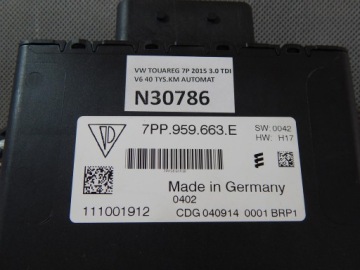 VW TOUAREG 7P 2015 3.0 TDI
V6 40 TYS.KM AUTOMAT
N30786
7PP.959.663.E
SW: 0042
HW: H17
Made in Germany
0402
111001912
CDG 040914 0001 BRP1